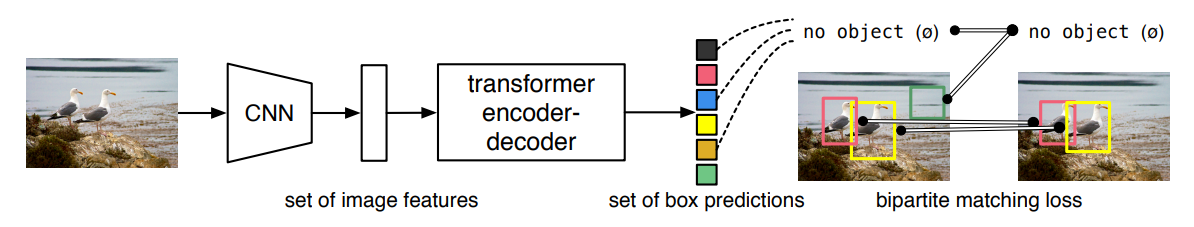 no object (ø)
no object (ø)
CNN
transformer
encoder-
decoder
set of image features
set of box predictions
bipartite matching loss